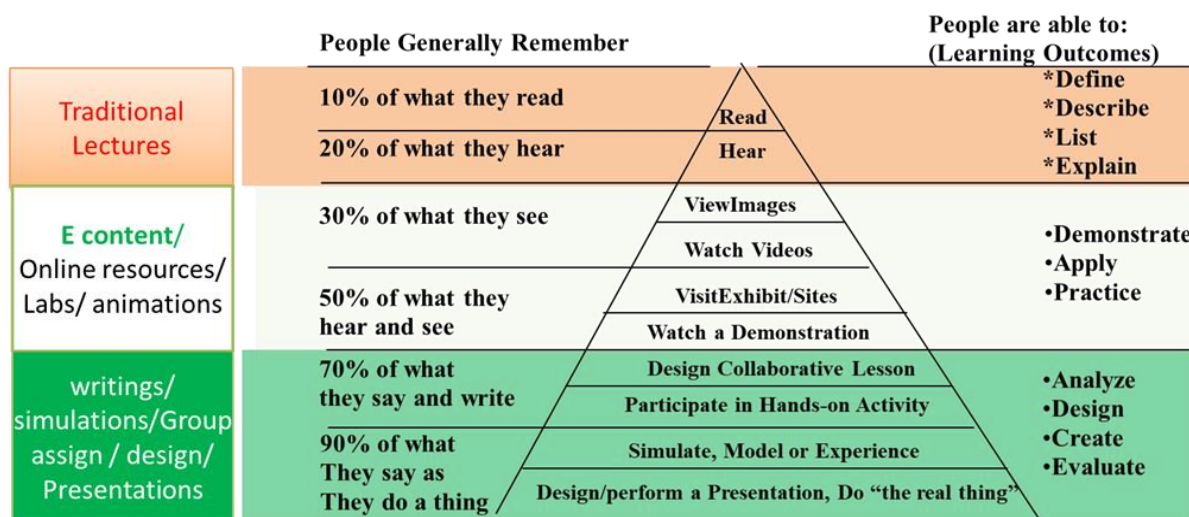 People Generally Remember
People are able to:
(Learning Outcomes)
Traditional
Lectures
10% of what they read
20% of what they hear
Read
Hear
*Define
*Describe
*List
*Explain
E content/
Online resources/
Labs/ animations
30% of what they see
50% of what they
hear and see
ViewImages
Watch Videos
VisitExhibit/Sites
Watch a Demonstration
•Demonstrate
•Apply
•Practice
writings/
simulations/Group
assign / design/
Presentations
70% of what
they say and write
90% of what
They say as
They do a thing
Design Collaborative Lesson
Participate in Hands-on Activity
Simulate, Model or Experience
Design/perform a Presentation, Do “the real thing”
•Analyze
•Design
•Create
•Evaluate